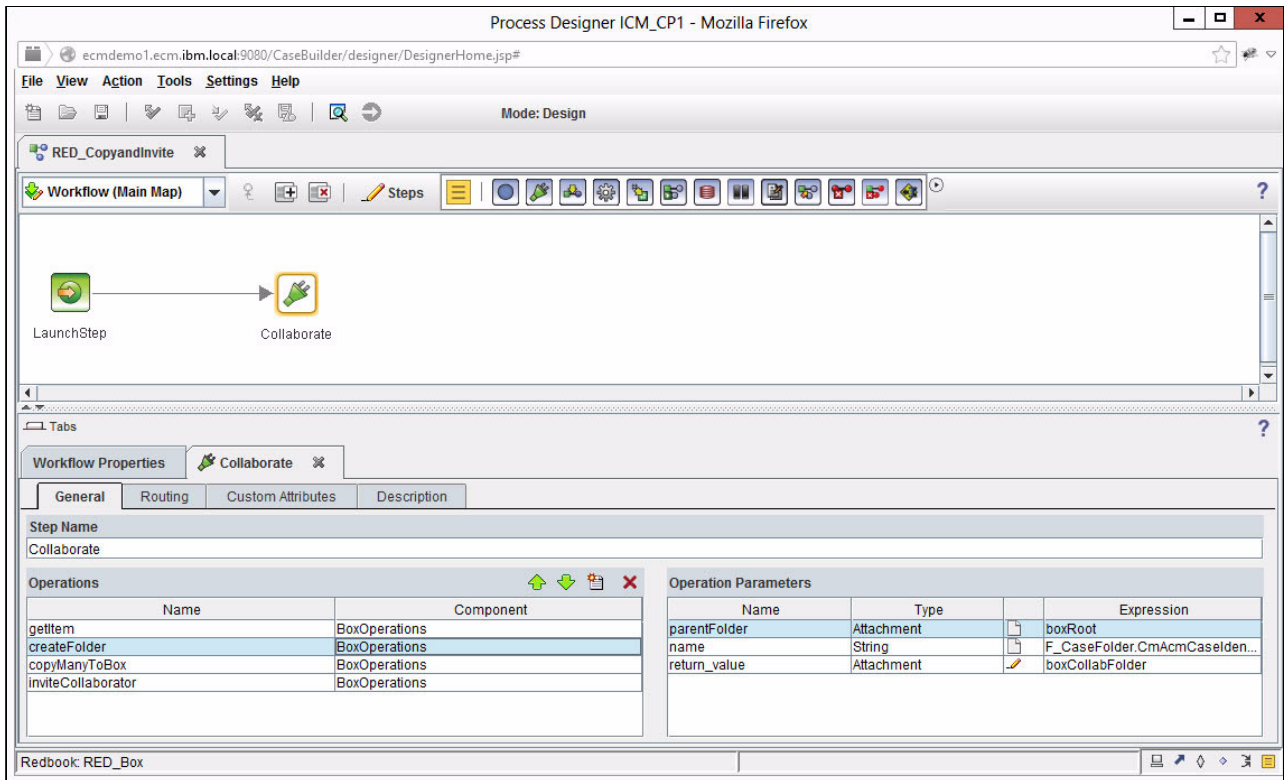 Process Designer ICM_CP1 - Mozilla Firefox
ecmdemo1.ecm.ibm.local:9080/CaseBuilder/designer/DesignerHome.jsp#
File View Action Tools Settings Help
Mode: Design
RED_CopyandInvite
Workflow (Main Map) Steps ?
LaunchStep Collaborate
Tabs ?
Workflow Properties Collaborate
General Routing Custom Attributes Description
Step Name
Collaborate
Operations Operation Parameters
Name Component Name Type Expression
getItem BoxOperations parentFolder Attachment boxRoot
createFolder BoxOperations name String F_CaseFolder.CmAcmCaseIden...
copyManyToBox BoxOperations return_value Attachment boxCollabFolder
inviteCollaborator BoxOperations
Redbook: RED_Box